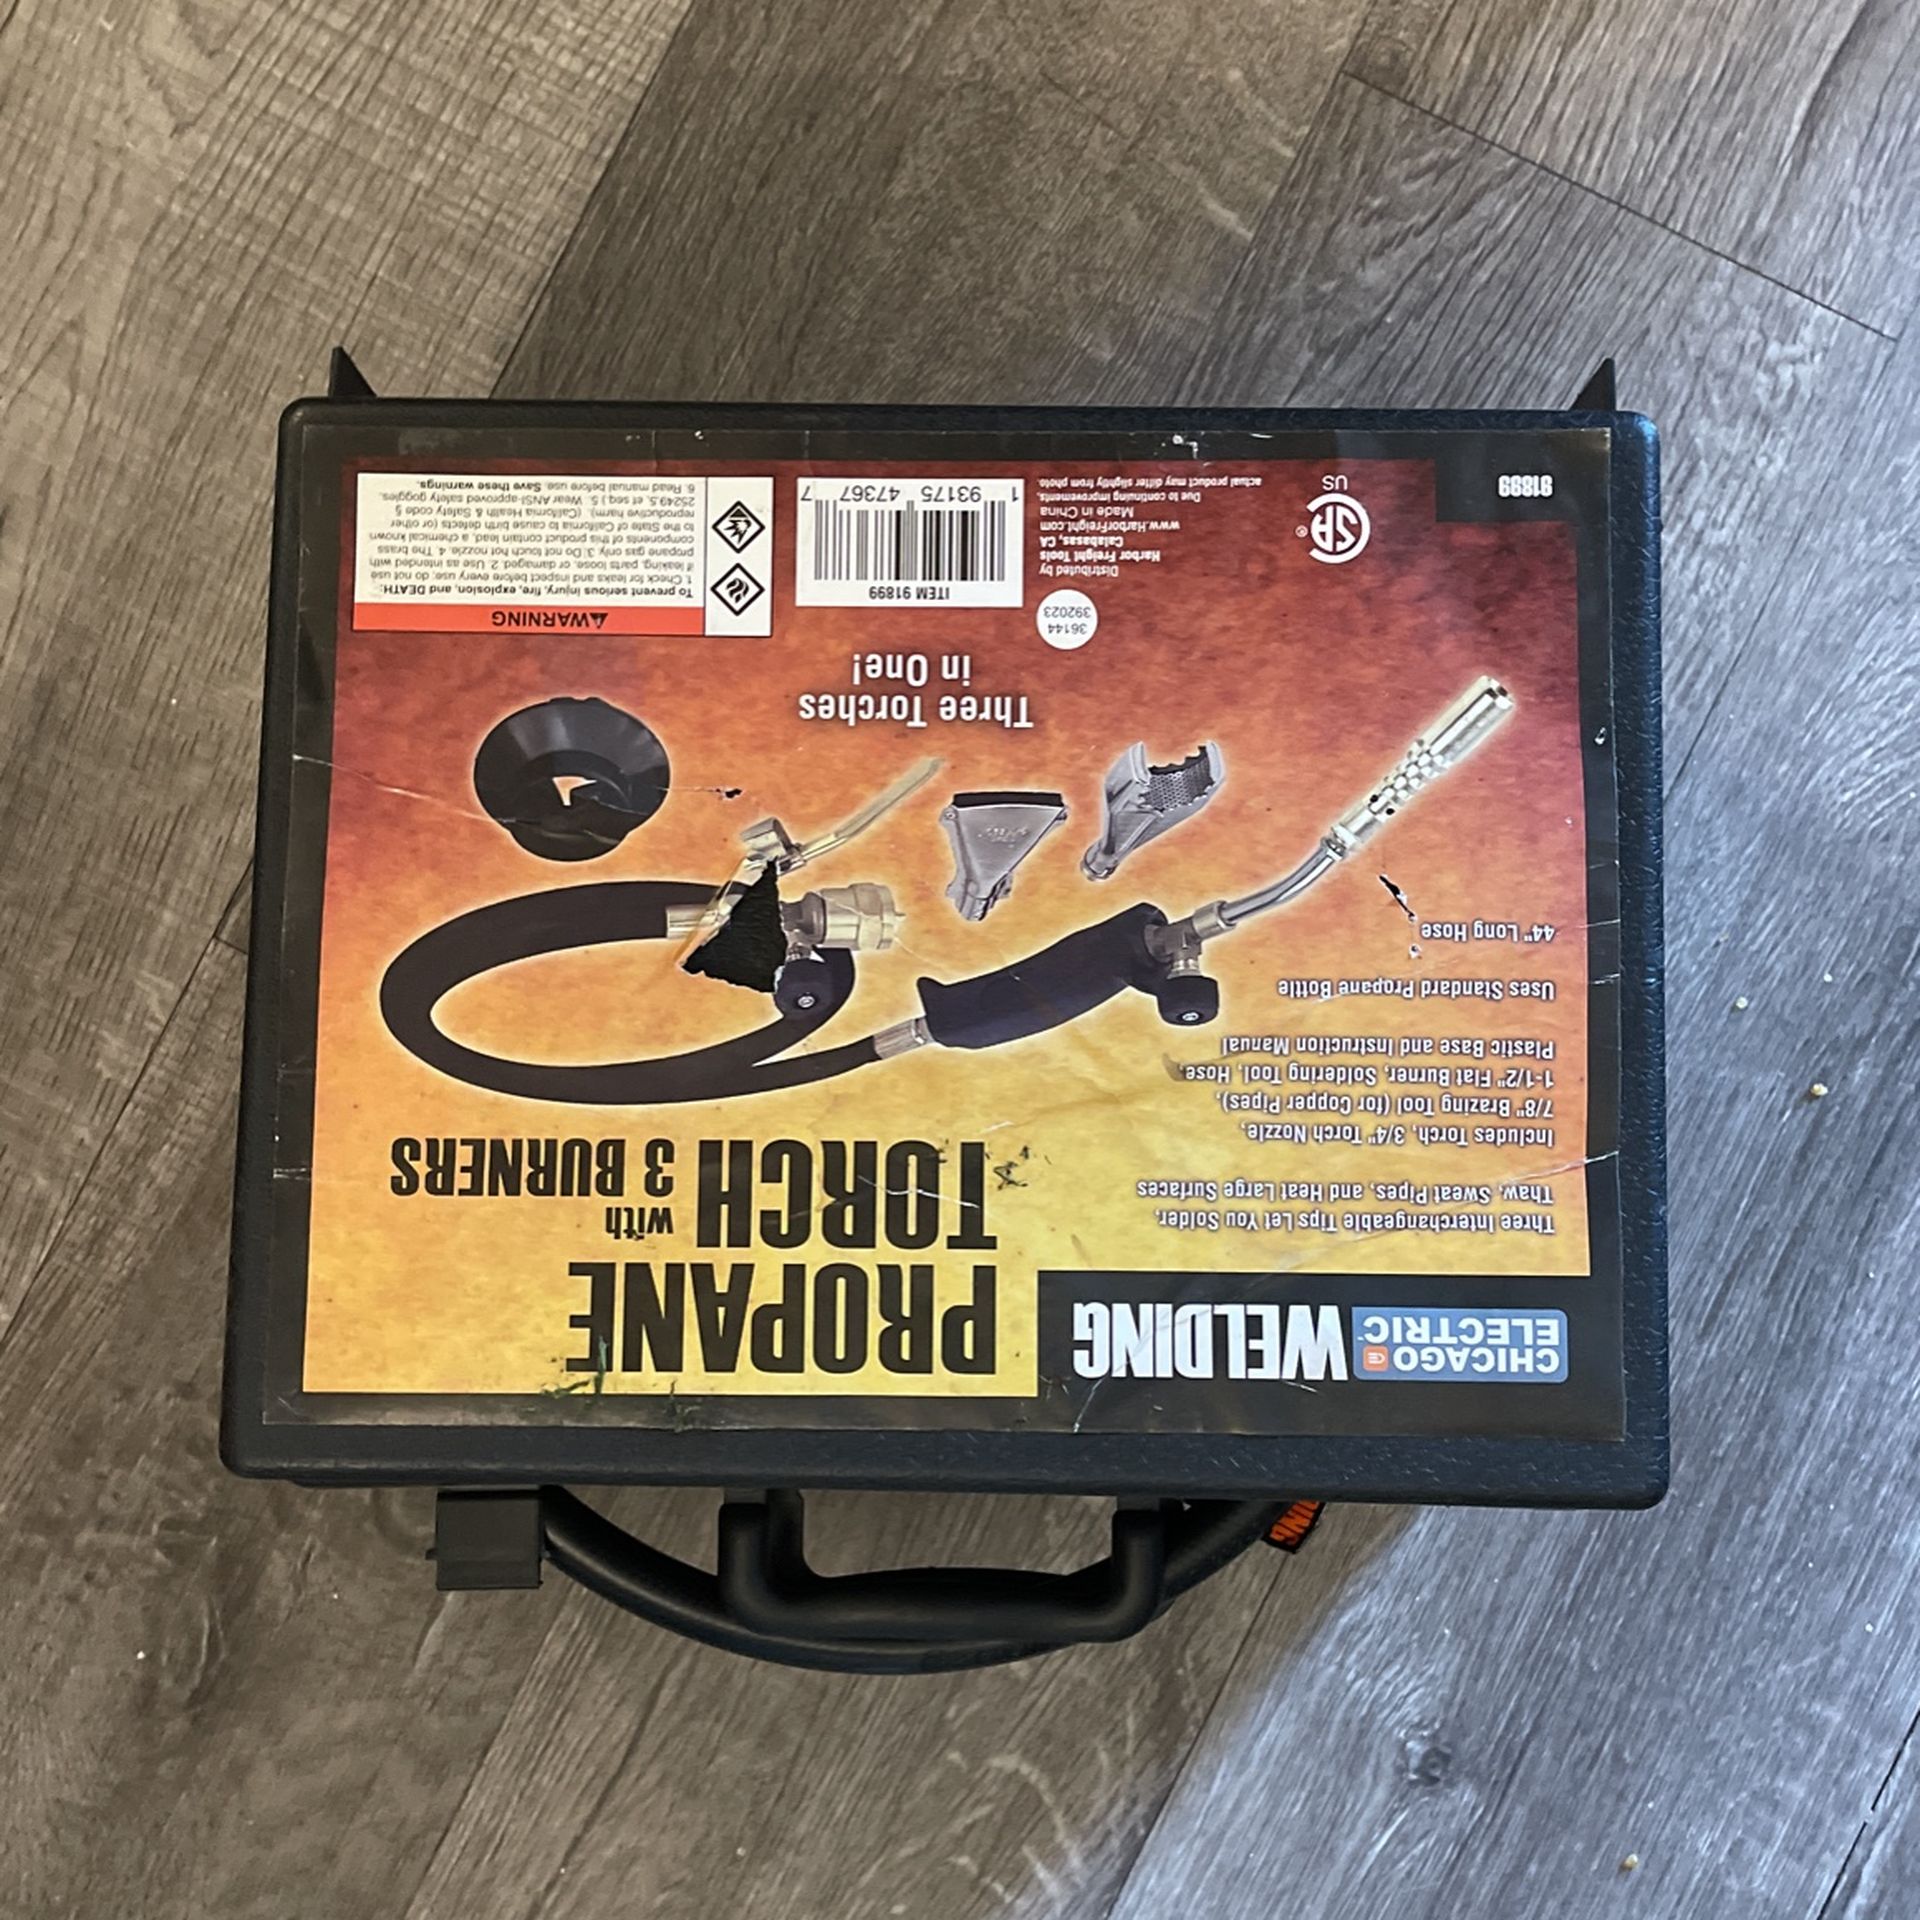 CHICAGO
ELECTRIC™
WELDING
PROPANE
TORCH with
3 BURNERS
Three Interchangeable Tips Let You Solder,
Thaw, Sweat Pipes, and Heat Large Surfaces
Includes Torch, 3/4" Torch Nozzle,
7/8" Brazing Tool (for Copper Pipes),
1-1/2" Flat Burner, Soldering Tool, Hose,
Plastic Base and Instruction Manual
Uses Standard Propane Bottle
44" Long Hose
Three Torches
in One!
91899
SA®
US
36144
392023
Distributed by
Harbor Freight Tools
Calabasas, CA
www.HarborFreight.com
Made in China
Due to continuing improvements,
actual product may differ slightly from photo.
ITEM 91899
1 93175 47367 7
⚠WARNING
To prevent serious injury, fire, explosion, and DEATH:
1. Check for leaks and inspect before every use; do not use
if leaking, parts loose, or damaged. 2. Use as intended with
propane gas only. 3. Do not touch hot nozzle. 4. The brass
components of this product contain lead, a chemical known
to the State of California to cause birth defects (or other
reproductive harm). (California Health & Safety code §
25249.5, et seq.) 5. Wear ANSI-approved safety goggles.
6. Read manual before use. Save these warnings.